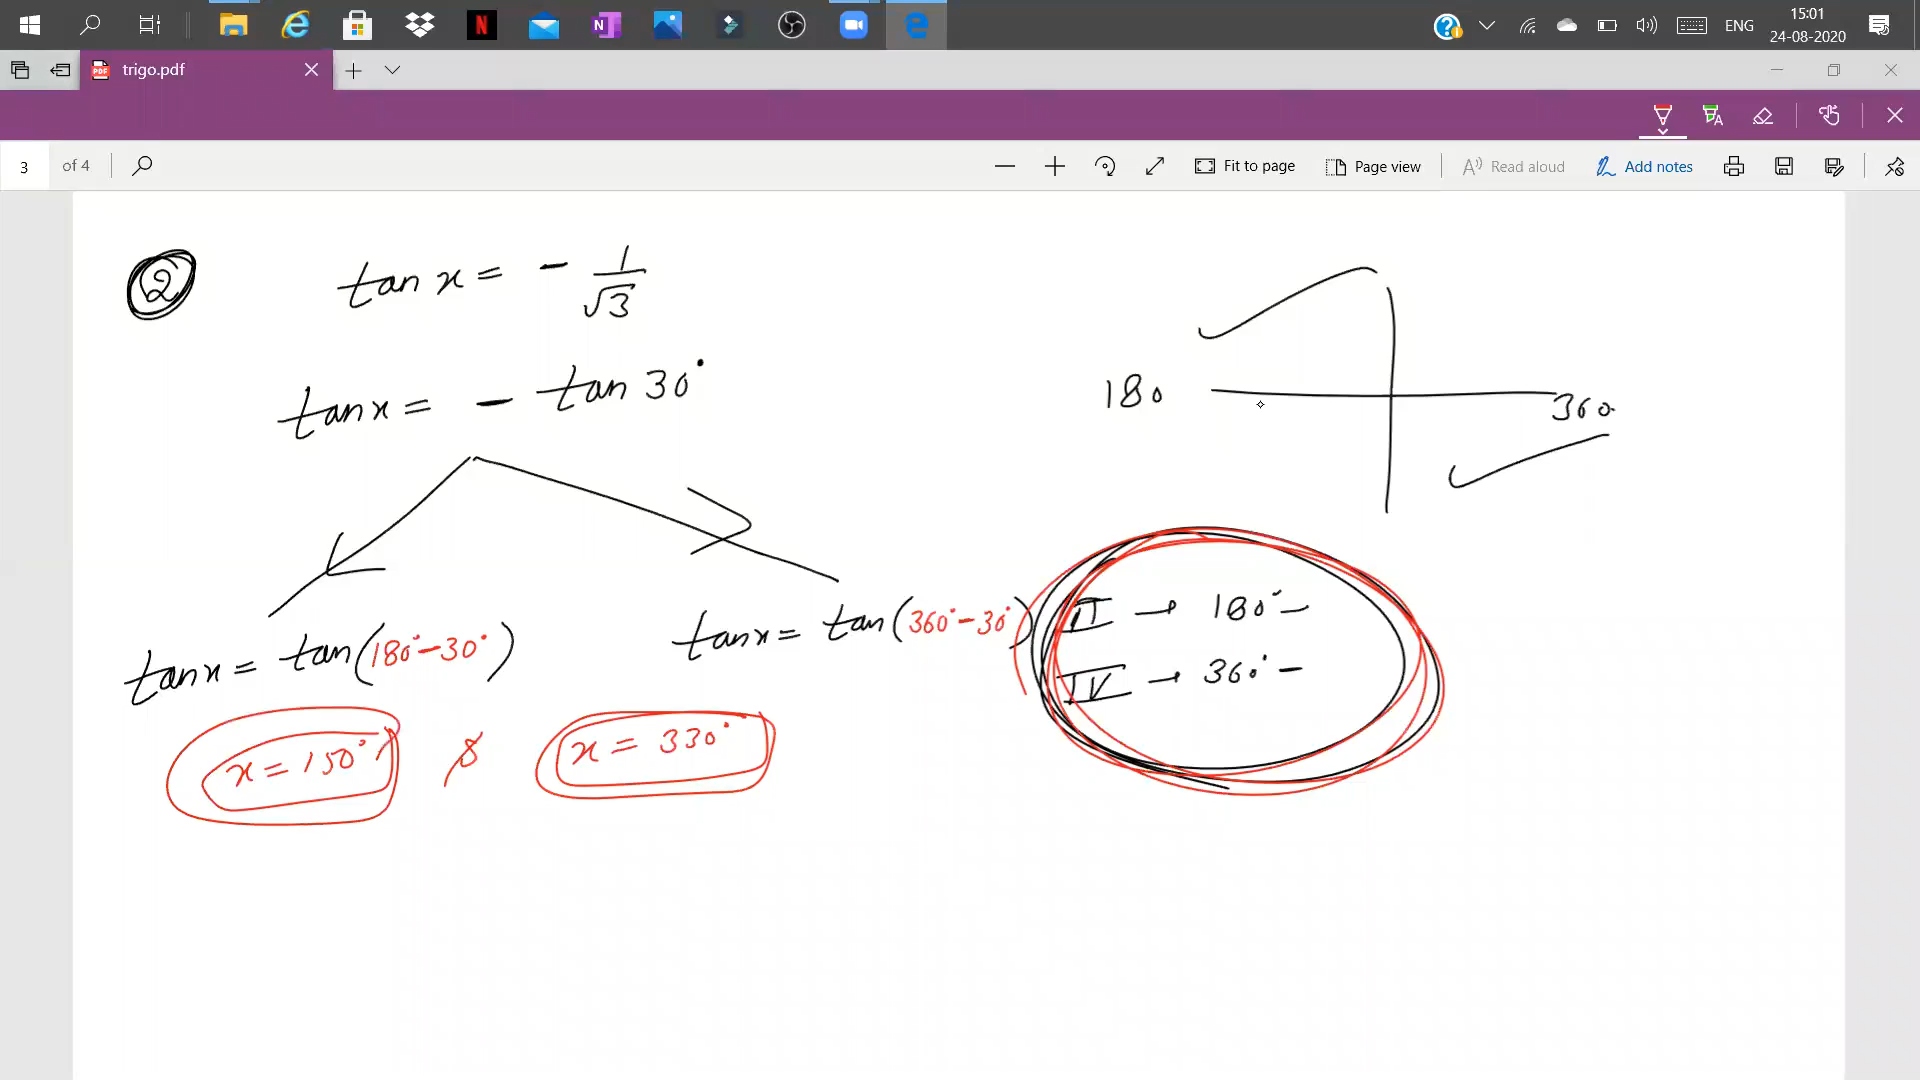 15:01
ENG
24-08-2020
trigo.pdf
3 of 4
Fit to page
Page view
Read aloud
Add notes
2
tan x = - 1/√3
tan x = - tan 30°
180
360
tan x = tan(180°-30°)
tan x = tan(360°-30°)
II → 180°-
IV → 360°-
x = 150°
&
x = 330°